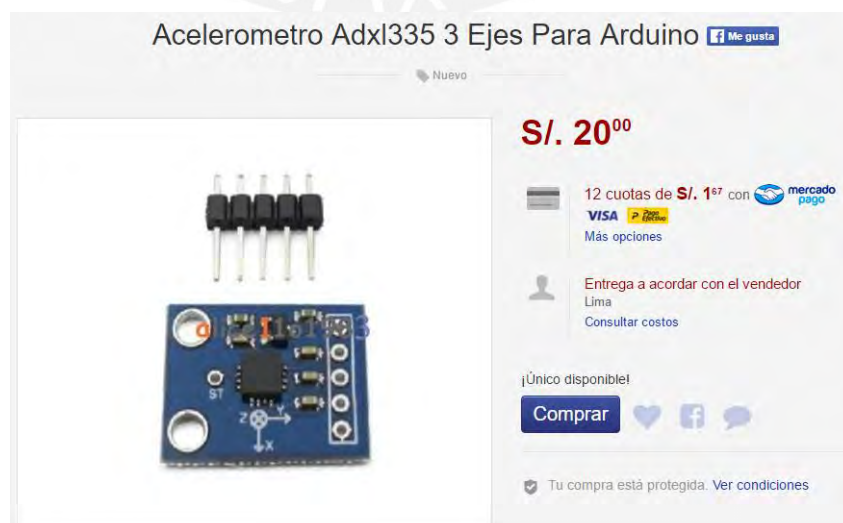 Acelerometro Adxl335 3 Ejes Para Arduino Me gusta
Nuevo
S/. 20⁰⁰
12 cuotas de S/. 1⁶⁷ con mercado pago
VISA Pago Efectivo
Más opciones
Entrega a acordar con el vendedor
Lima
Consultar costos
¡Único disponible!
Comprar
Tu compra está protegida. Ver condiciones
ST
Z Y
X